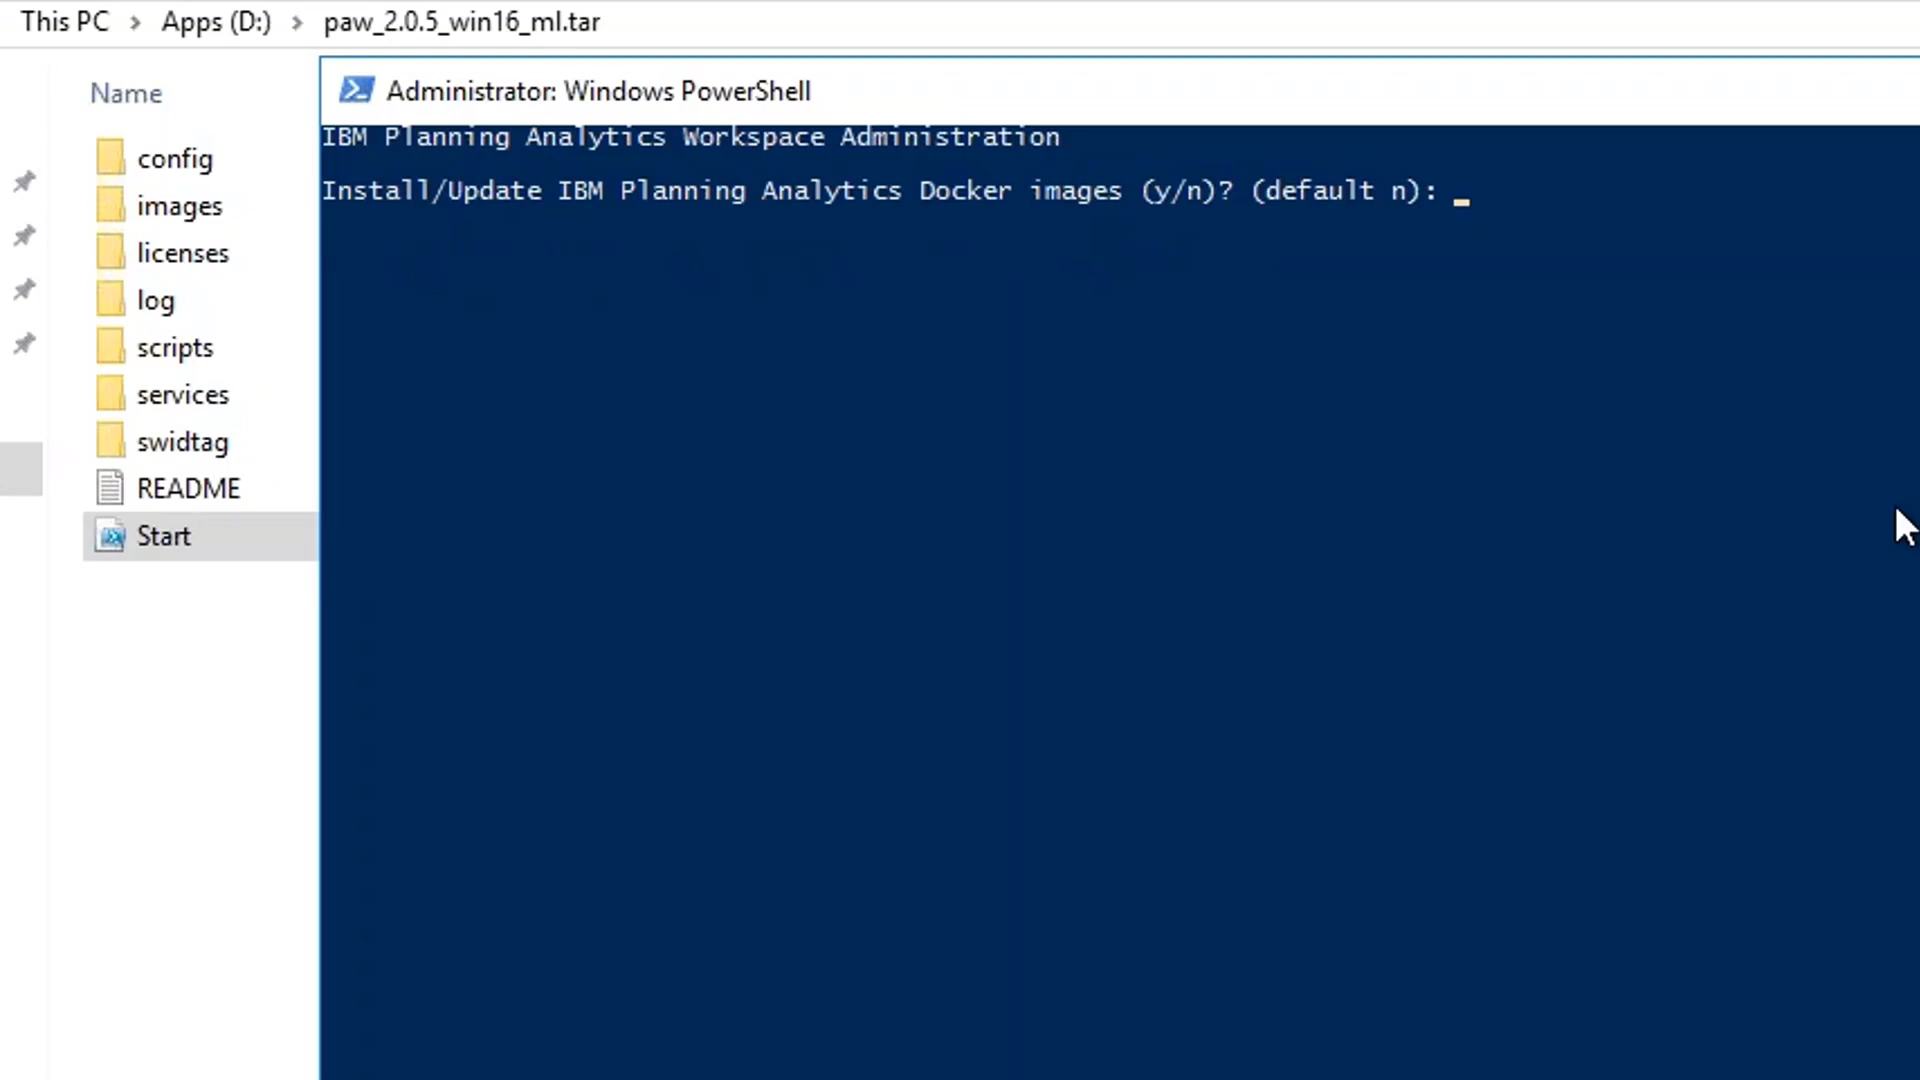 This PC > Apps (D:) > paw_2.0.5_win16_ml.tar
Name
config
images
licenses
log
scripts
services
swidtag
README
Start
Administrator: Windows PowerShell
IBM Planning Analytics Workspace Administration
Install/Update IBM Planning Analytics Docker images (y/n)? (default n): _